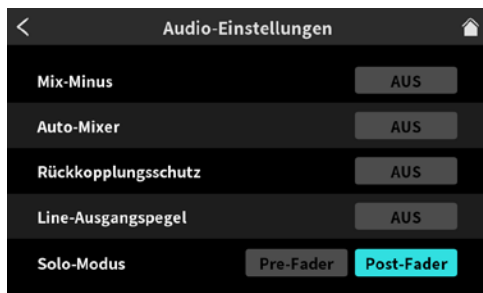 Audio-Einstellungen
Mix-Minus AUS
Auto-Mixer AUS
Rückkopplungsschutz AUS
Line-Ausgangspegel AUS
Solo-Modus Pre-Fader Post-Fader